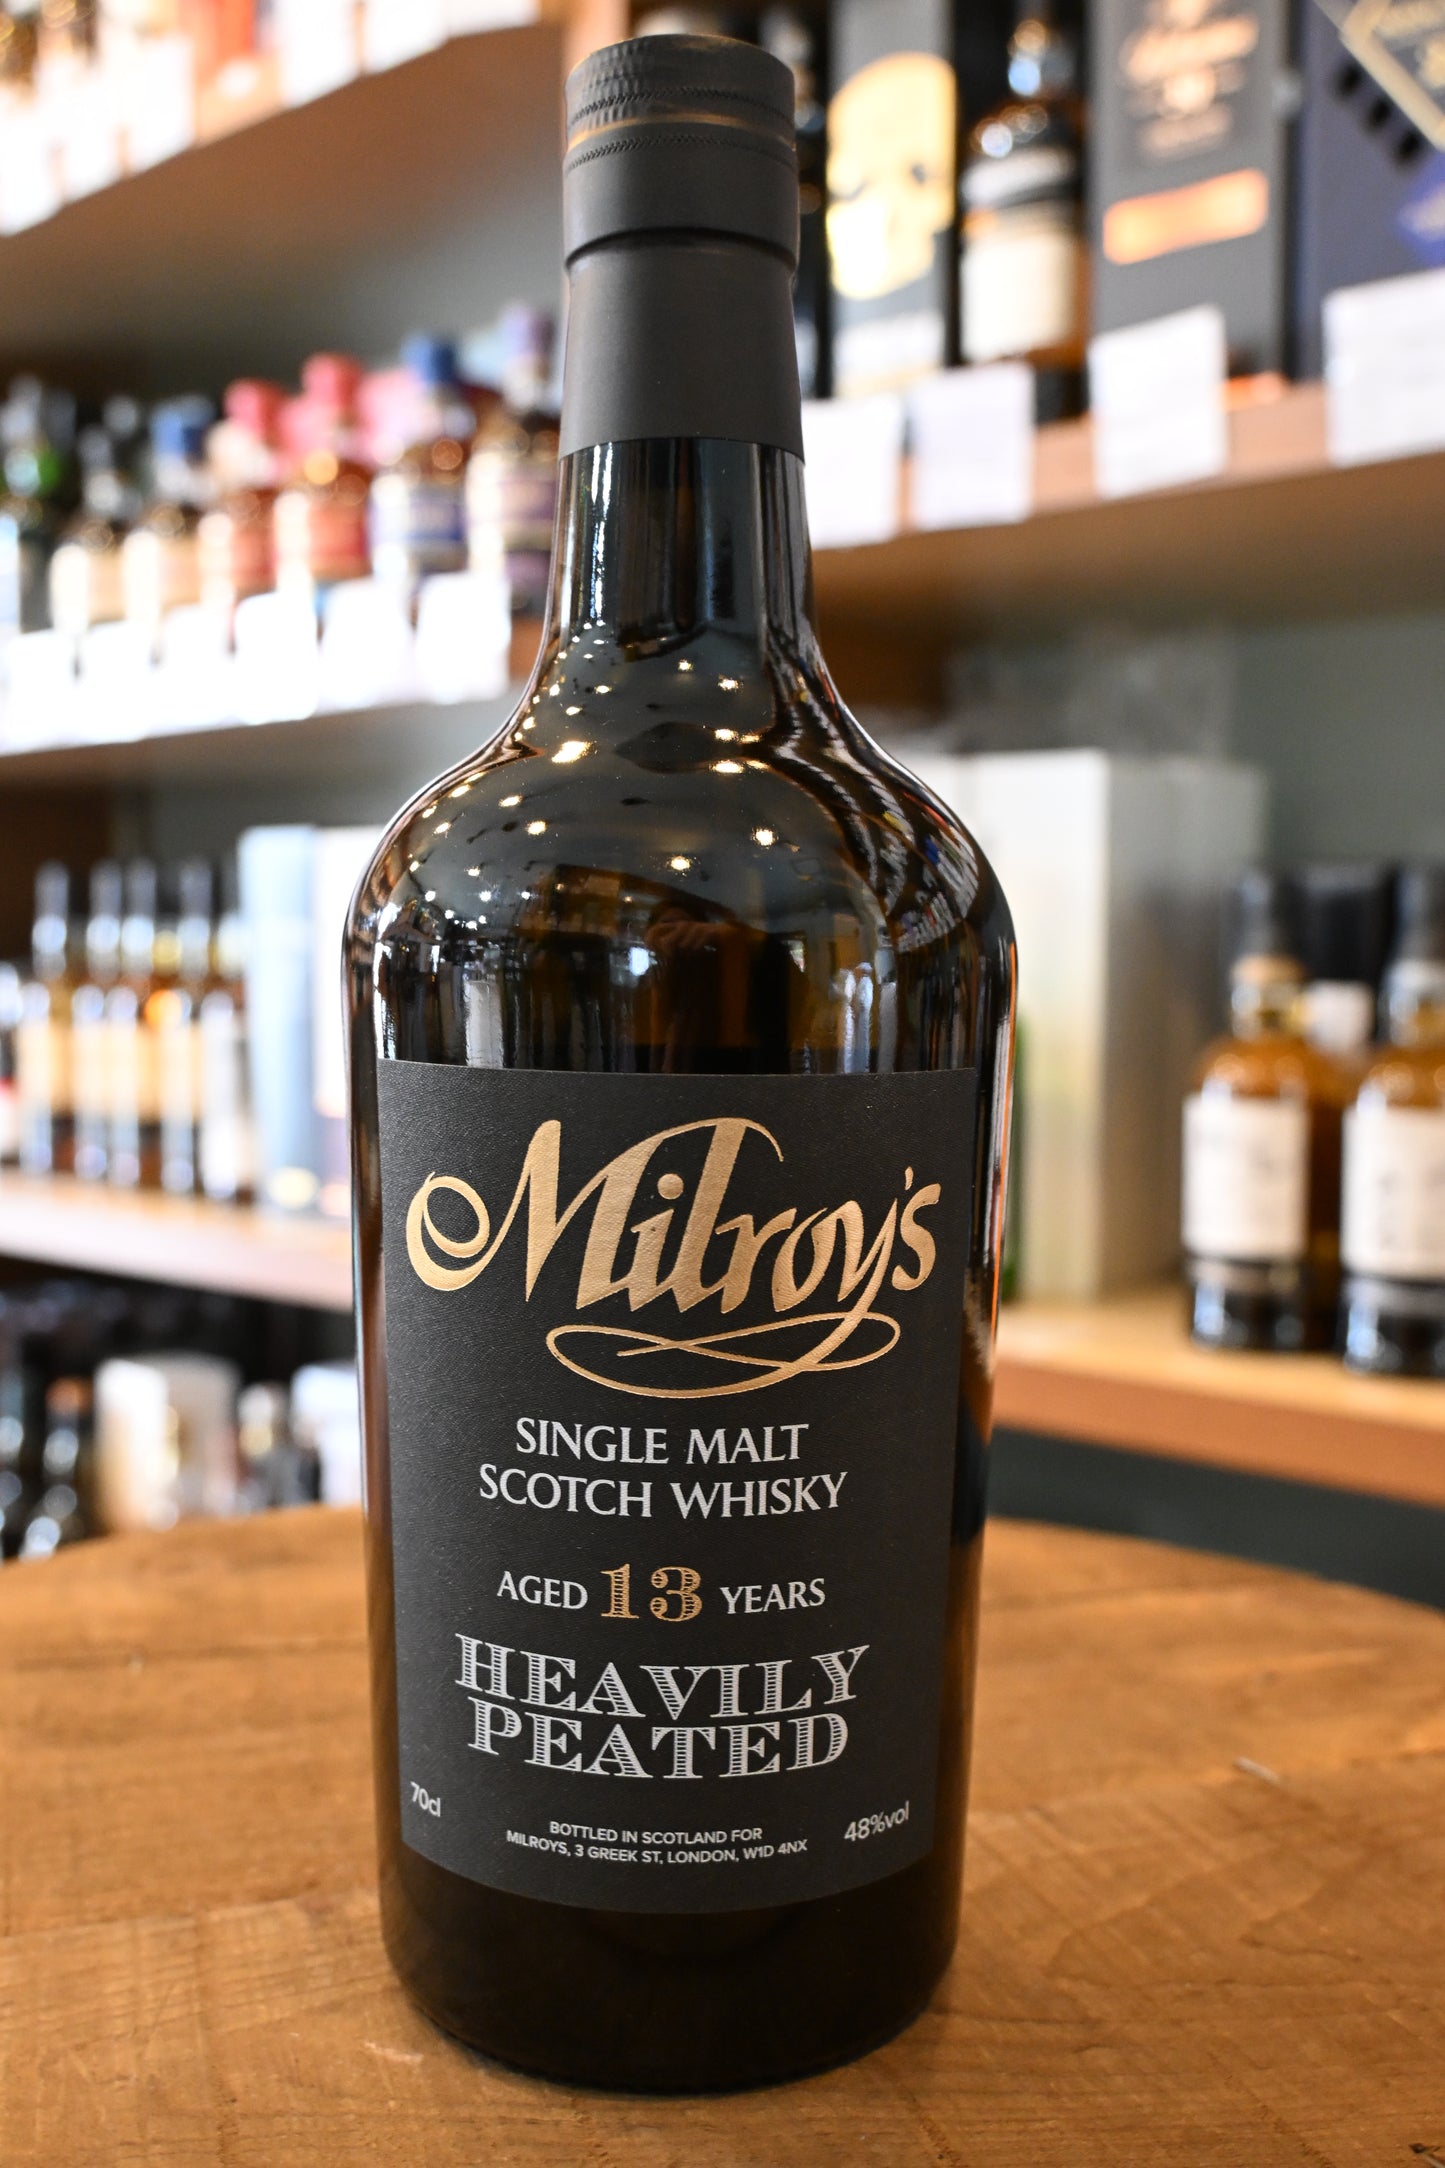 Milroy's
SINGLE MALT
SCOTCH WHISKY
AGED 13 YEARS
HEAVILY
PEATED
70cl
BOTTLED IN SCOTLAND FOR
MILROYS, 3 GREEK ST, LONDON, W1D 4NX
48%vol